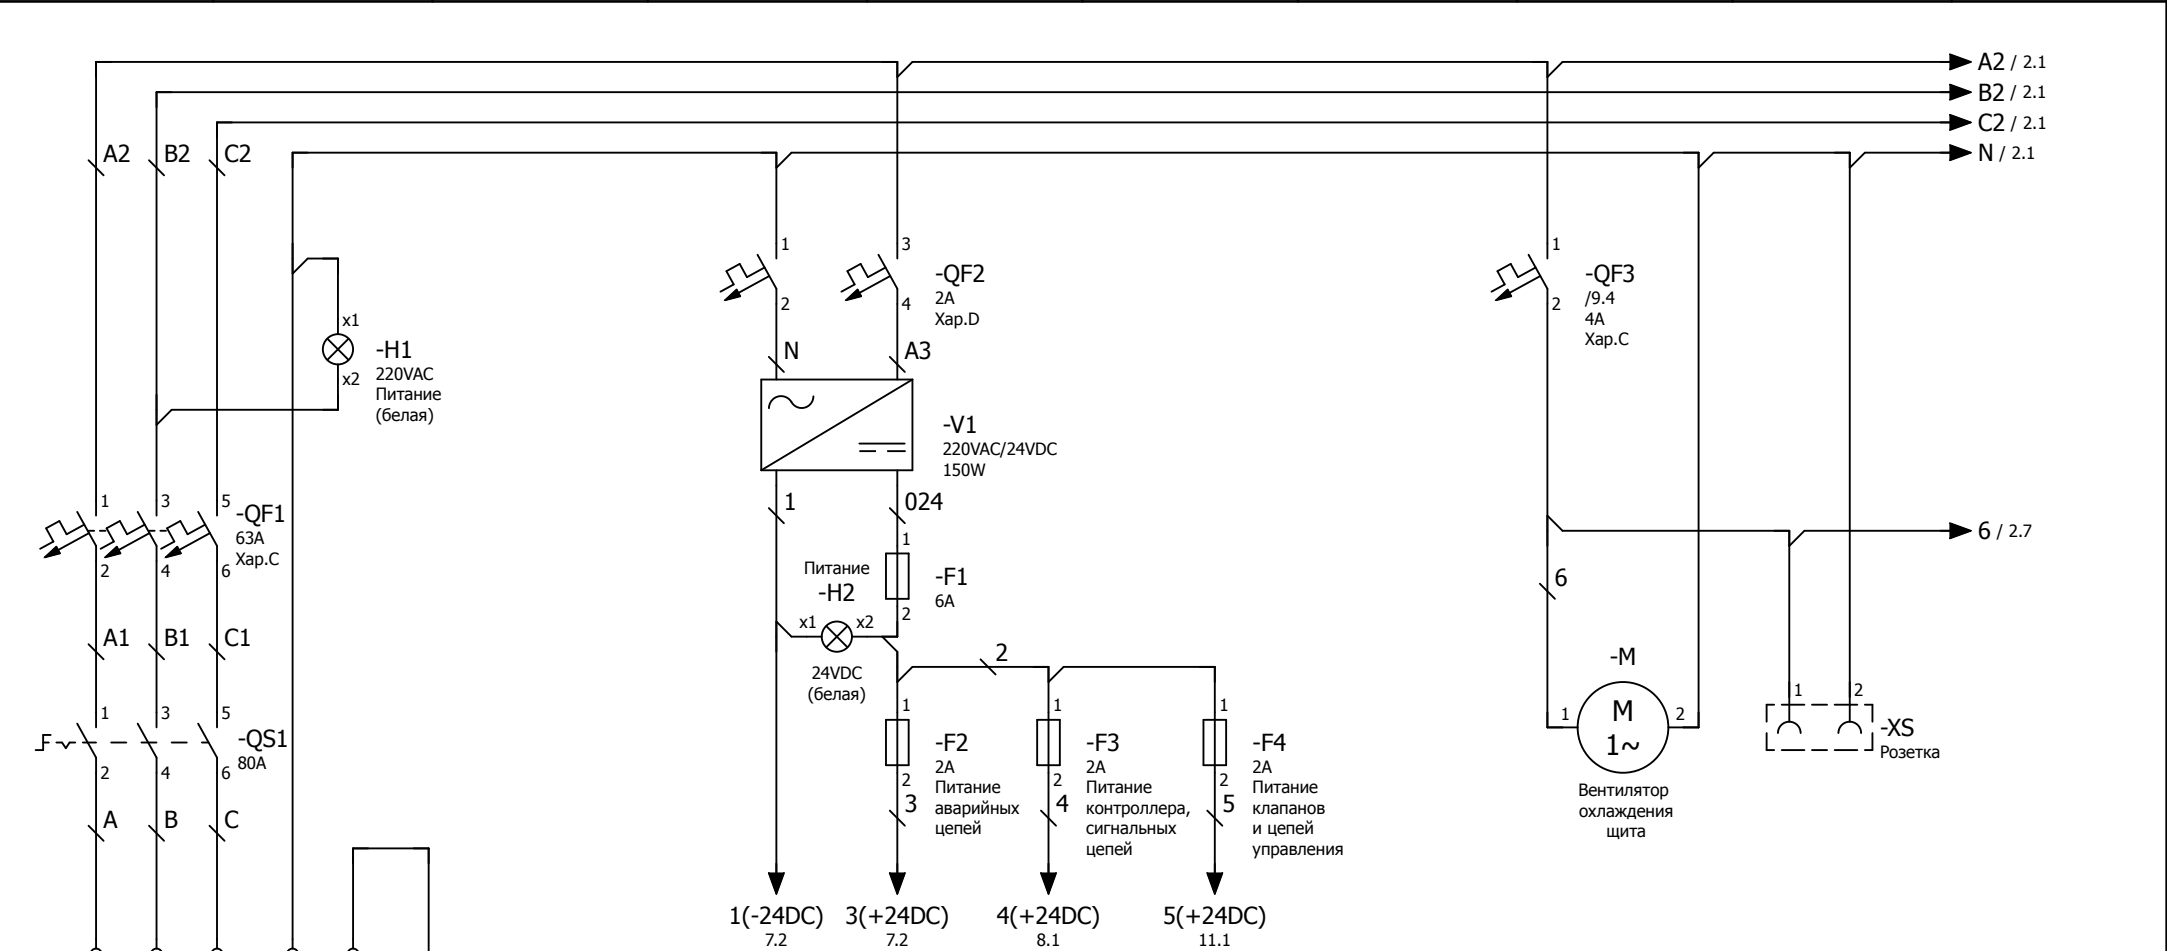 A2 / 2.1
B2 / 2.1
C2 / 2.1
N / 2.1
A2 B2 C2
1
2
3
4
-QF2
2A
Хар.D
1
2
-QF3
/9.4
4A
Хар.C
x1
x2
-H1
220VAC
Питание
(белая)
N A3
-V1
220VAC/24VDC
150W
1 024
1 3 5
-QF1
63A
Хар.C
2 4 6
6 / 2.7
1
-F1
6A
2
Питание
-H2
x1 x2
24VDC
(белая)
6
A1 B1 C1
2
-M
M
1~
1 2
Вентилятор
охлаждения
щита
1 2
-XS
Розетка
1 3 5
-QS1
80A
2 4 6
A B C
1
-F2
2A
2
Питание
аварийных
цепей
3
1
-F3
2A
2
Питание
контроллера,
сигнальных
цепей
4
1
-F4
2A
2
Питание
клапанов
и цепей
управления
5
1(-24DC) 3(+24DC) 4(+24DC) 5(+24DC)
7.2 7.2 8.1 11.1